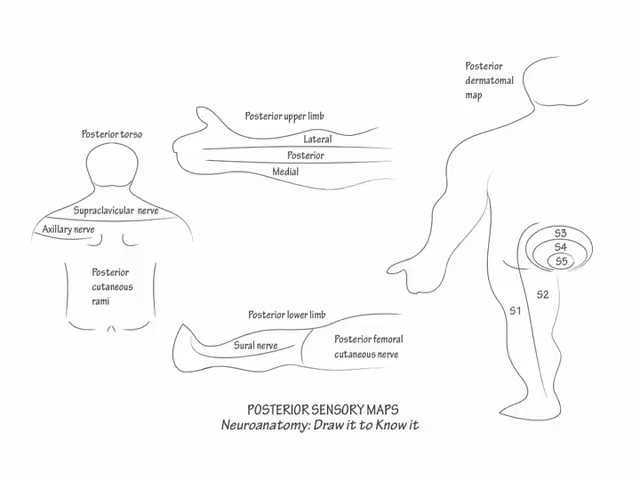 Posterior
dermatomal
map
Posterior upper limb
Posterior torso
Lateral
Posterior
Medial
Supraclavicular nerve
Axillary nerve
S3
S4
S5
Posterior
cutaneous
rami
S2
S1
Posterior lower limb
Sural nerve
Posterior femoral
cutaneous nerve
POSTERIOR SENSORY MAPS
Neuroanatomy: Draw it to Know it